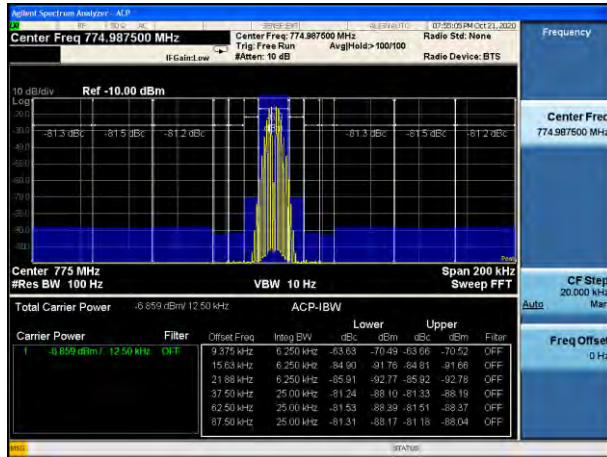 Agilent Spectrum Analyzer - ACP
LXI RF 50 Ω AC SENSE:EXT ALIGN AUTO 07:55:05 PM Oct 21, 2020
Center Freq 774.987500 MHz
Center Freq: 774.987500 MHz
Radio Std: None
Trig: Free Run Avg|Hold:> 100/100
IFGain:Low #Atten: 10 dB Radio Device: BTS
Frequency
10 dB/div Ref -10.00 dBm
Log
-81.3 dBc -81.5 dBc -81.2 dBc -81.3 dBc -81.5 dBc -81.2 dBc
Center Freq
774.987500 MHz
Center 775 MHz
Span 200 kHz
#Res BW 100 Hz VBW 10 Hz Sweep FFT
CF Step
20.000 kHz
Auto Man
Total Carrier Power -6.859 dBm/ 12.50 kHz ACP-IBW
Lower Upper
Carrier Power Filter Offset Freq Integ BW dBc dBm dBc dBm Filter
1 -6.859 dBm / 12.50 kHz OFF
9.375 kHz 6.250 kHz -63.63 -70.49 -63.66 -70.52 OFF
15.63 kHz 6.250 kHz -84.90 -91.76 -84.81 -91.66 OFF
21.88 kHz 6.250 kHz -85.91 -92.77 -85.92 -92.78 OFF
37.50 kHz 25.00 kHz -81.24 -88.10 -81.33 -88.19 OFF
62.50 kHz 25.00 kHz -81.53 -88.39 -81.51 -88.37 OFF
87.50 kHz 25.00 kHz -81.31 -88.17 -81.18 -88.04 OFF
Freq Offset
0 Hz
MSG STATUS